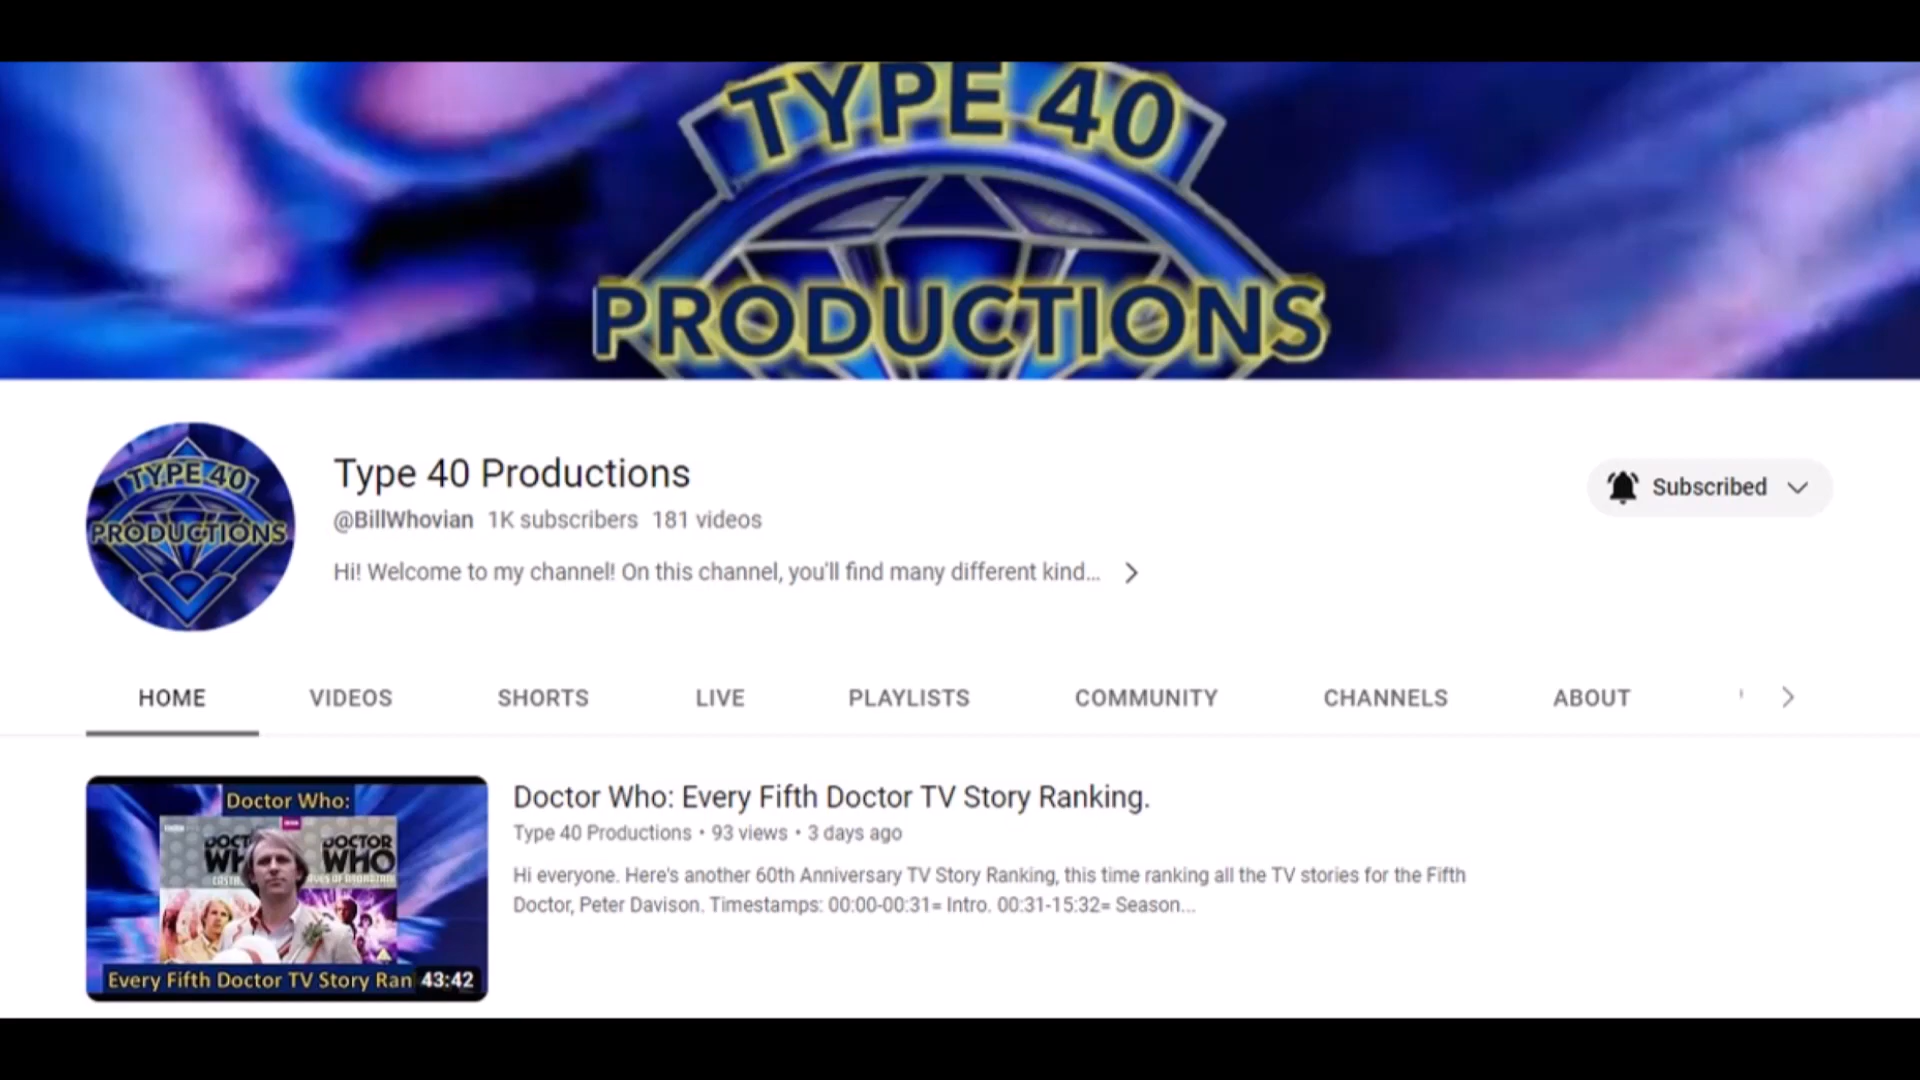 TYPE 40
PRODUCTIONS
TYPE 40
PRODUCTIONS
Type 40 Productions
@BillWhovian 1K subscribers 181 videos
Hi! Welcome to my channel! On this channel, you'll find many different kind...
Subscribed
HOME VIDEOS SHORTS LIVE PLAYLISTS COMMUNITY CHANNELS ABOUT
Doctor Who:
DOCTOR
WHO
Every Fifth Doctor TV Story Ran
43:42
Doctor Who: Every Fifth Doctor TV Story Ranking.
Type 40 Productions • 93 views • 3 days ago
Hi everyone. Here's another 60th Anniversary TV Story Ranking, this time ranking all the TV stories for the Fifth
Doctor, Peter Davison. Timestamps: 00:00-00:31= Intro. 00:31-15:32= Season...